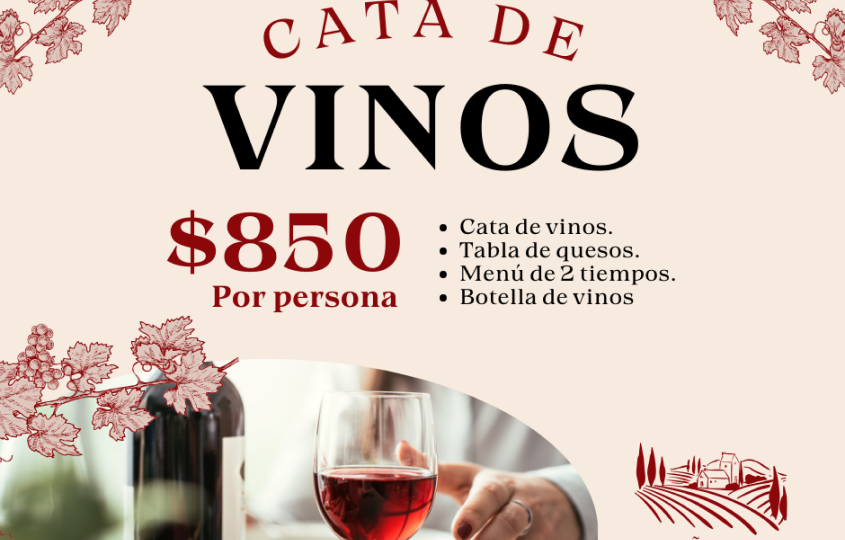 CATA DE
VINOS
$850
Por persona
Cata de vinos.
Tabla de quesos.
Menú de 2 tiempos.
Botella de vinos